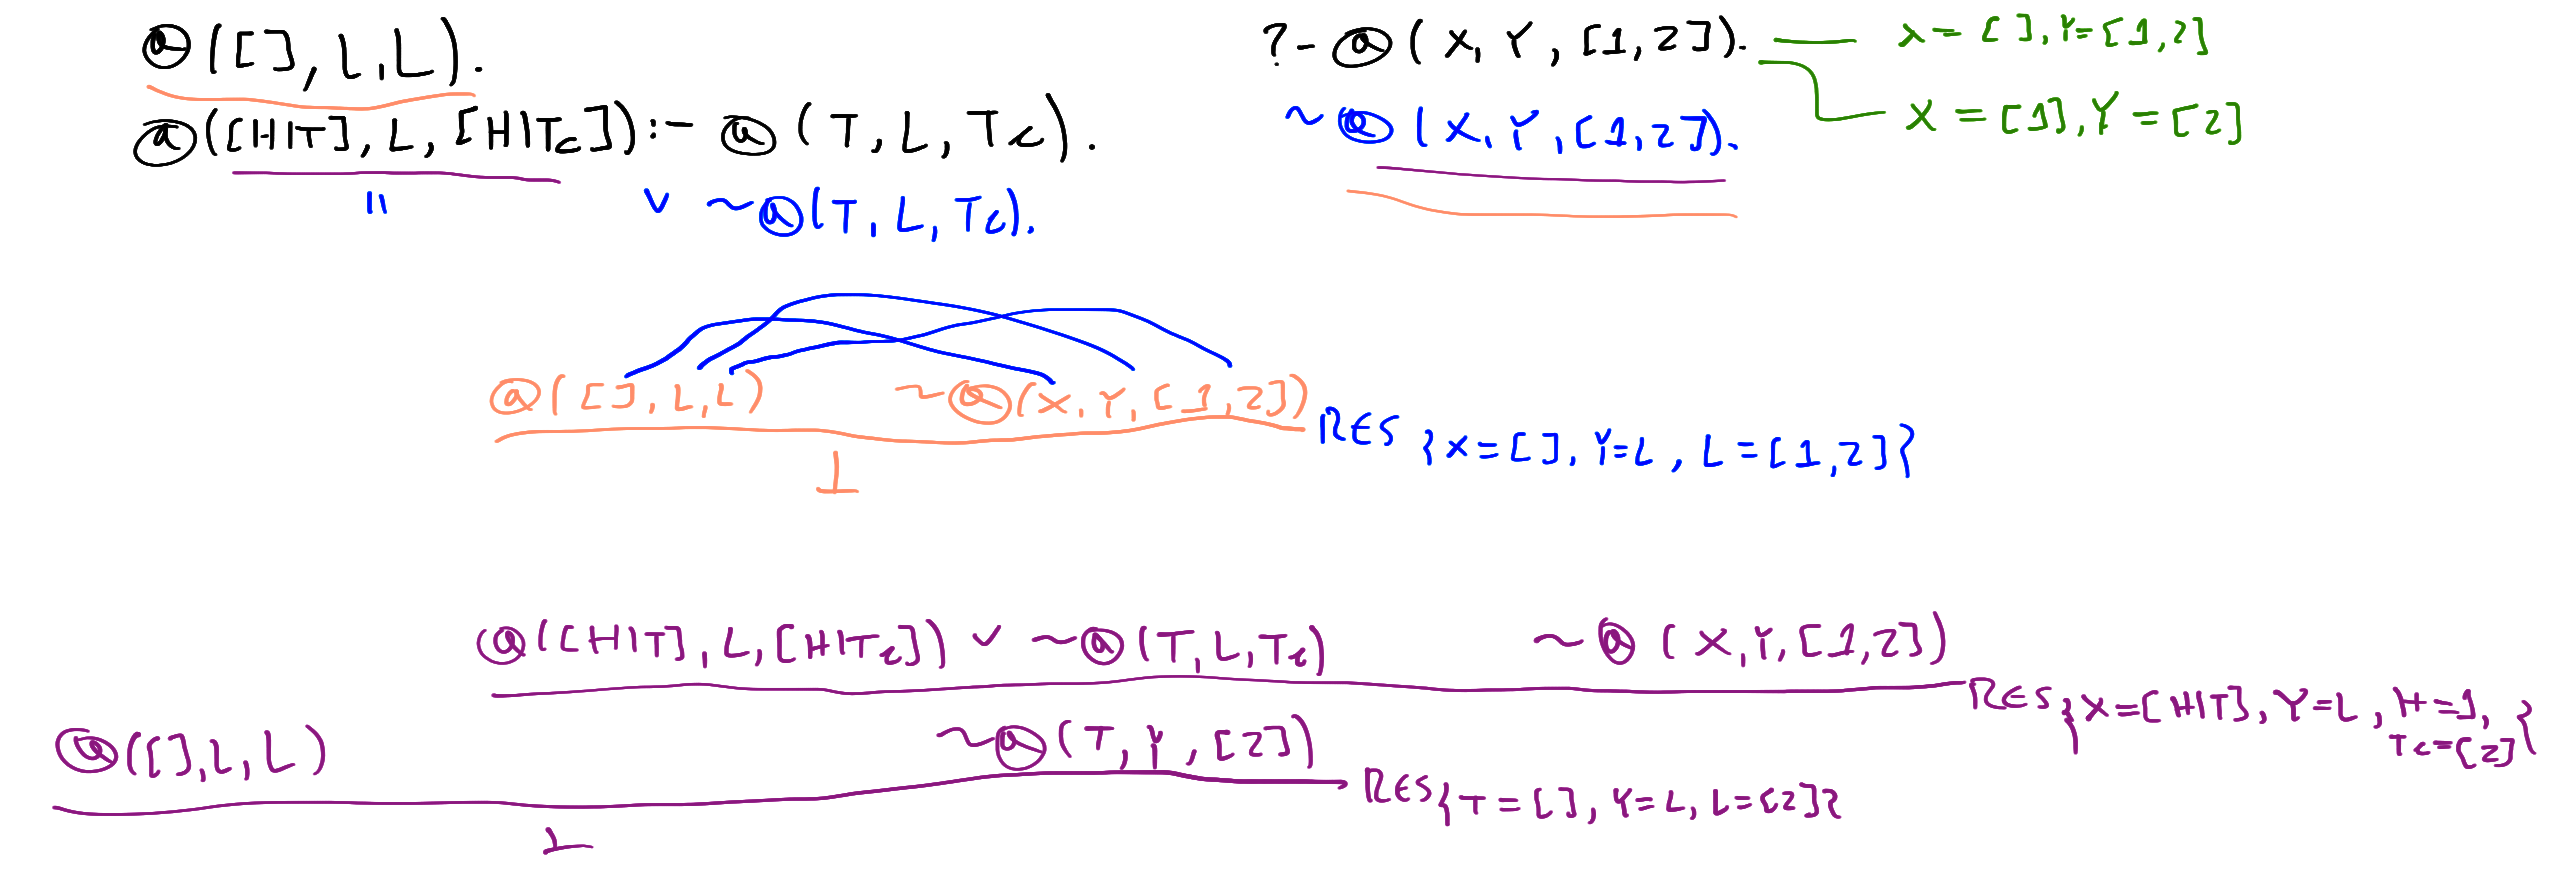 ⓐ([], L, L).
ⓐ([H|T], L, [H|Tc]) :- ⓐ(T, L, Tc).
" ∨ ~ⓐ(T, L, Tc).
?- ⓐ(X, Y, [1,2]). X = [], Y = [1,2]
X = [1], Y = [2]
~ⓐ(X, Y, [1,2]).
ⓐ([], L, L) ~ⓐ(X, Y, [1,2])
RES {X = [], Y = L, L = [1,2]}
⊥
ⓐ([H|T], L, [H|Tc]) ∨ ~ⓐ(T, L, Tc) ~ⓐ(X, Y, [1,2])
RES {X = [H|T], Y = L, H = 1, Tc = [2]}
ⓐ([], L, L) ~ⓐ(T, Y, [2])
RES {T = [], Y = L, L = [2]}
⊥